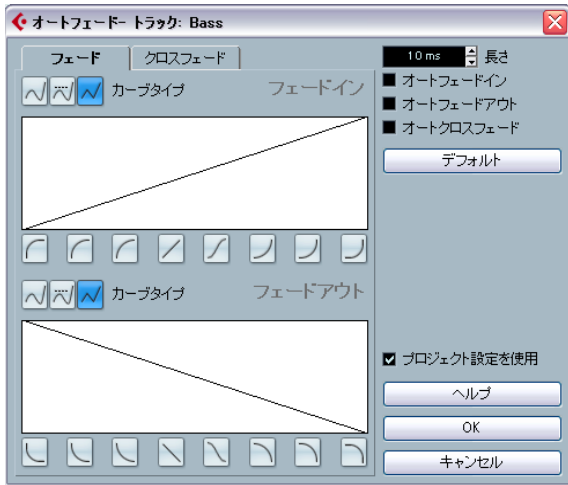 オートフェード- トラック: Bass
フェード
クロスフェード
カーブタイプ
フェードイン
カーブタイプ
フェードアウト
10 ms
長さ
オートフェードイン
オートフェードアウト
オートクロスフェード
デフォルト
プロジェクト設定を使用
ヘルプ
OK
キャンセル